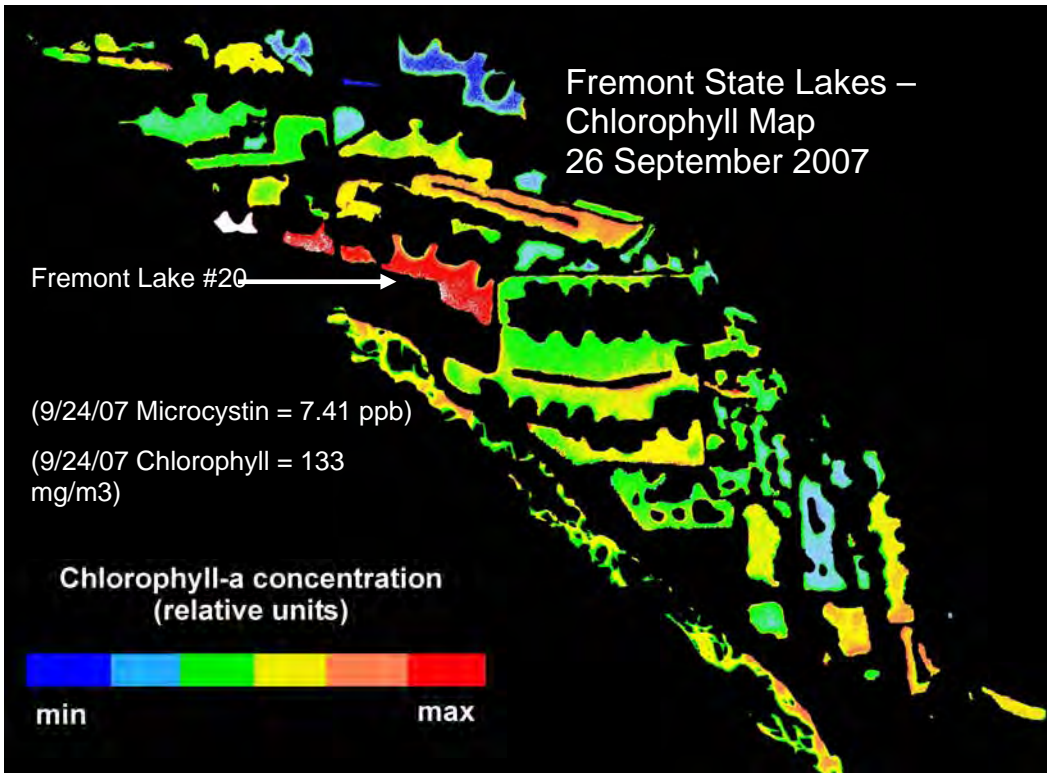 Fremont State Lakes –
Chlorophyll Map
26 September 2007
Fremont Lake #20
(9/24/07 Microcystin = 7.41 ppb)
(9/24/07 Chlorophyll = 133
mg/m3)
Chlorophyll-a concentration
(relative units)
min max